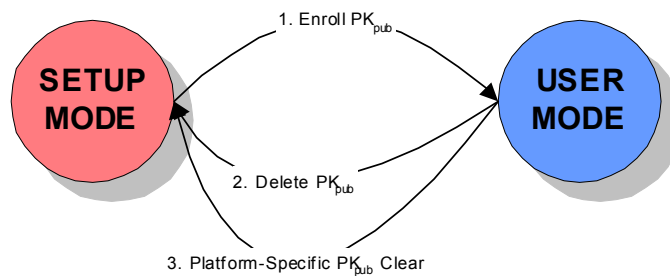 1. Enroll PKpub
SETUP
MODE
USER
MODE
2. Delete PKpub
3. Platform-Specific PKpub Clear